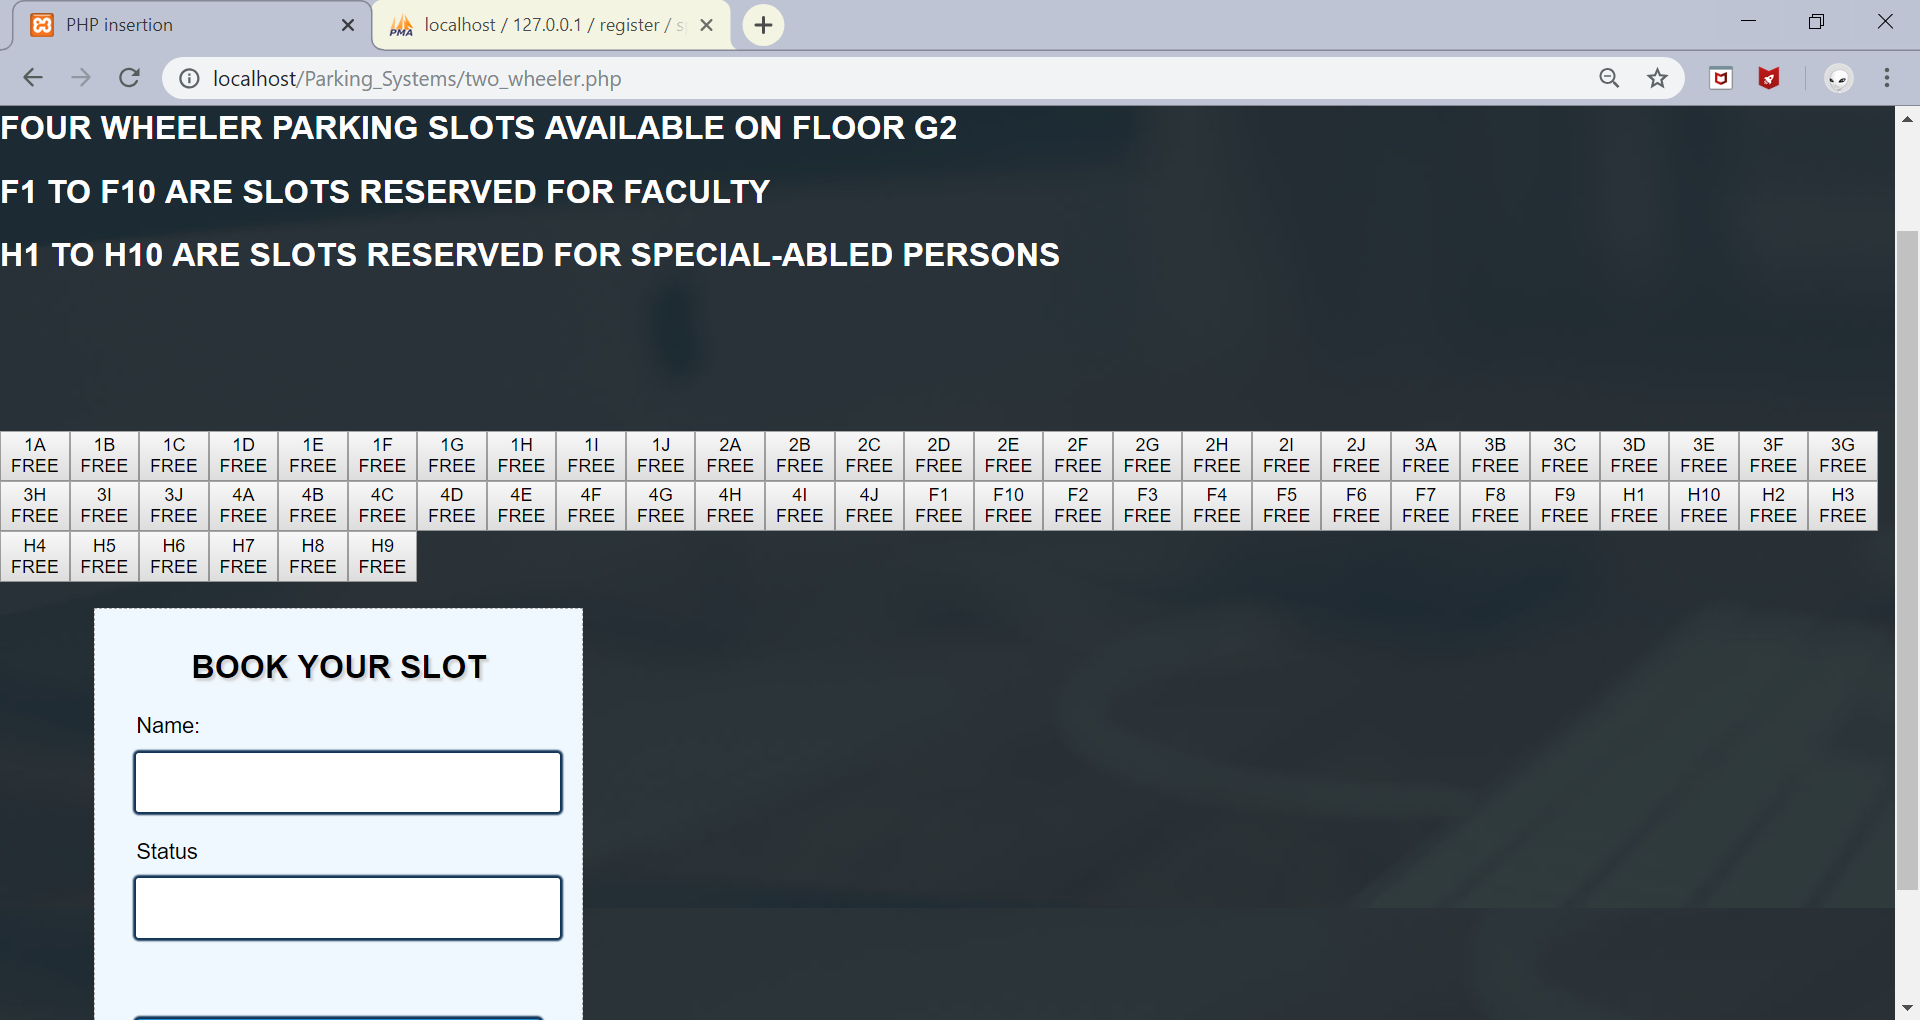 PHP insertion
localhost / 127.0.0.1 / register /
localhost/Parking_Systems/two_wheeler.php
FOUR WHEELER PARKING SLOTS AVAILABLE ON FLOOR G2
F1 TO F10 ARE SLOTS RESERVED FOR FACULTY
H1 TO H10 ARE SLOTS RESERVED FOR SPECIAL-ABLED PERSONS
1A 1B 1C 1D 1E 1F 1G 1H 1I 1J 2A 2B 2C 2D 2E 2F 2G 2H 2I 2J 3A 3B 3C 3D 3E 3F 3G
FREE FREE FREE FREE FREE FREE FREE FREE FREE FREE FREE FREE FREE FREE FREE FREE FREE FREE FREE FREE FREE FREE FREE FREE FREE FREE FREE
3H 3I 3J 4A 4B 4C 4D 4E 4F 4G 4H 4I 4J F1 F10 F2 F3 F4 F5 F6 F7 F8 F9 H1 H10 H2 H3
FREE FREE FREE FREE FREE FREE FREE FREE FREE FREE FREE FREE FREE FREE FREE FREE FREE FREE FREE FREE FREE FREE FREE FREE FREE FREE FREE
H4 H5 H6 H7 H8 H9
FREE FREE FREE FREE FREE FREE
BOOK YOUR SLOT
Name:
Status
PMA